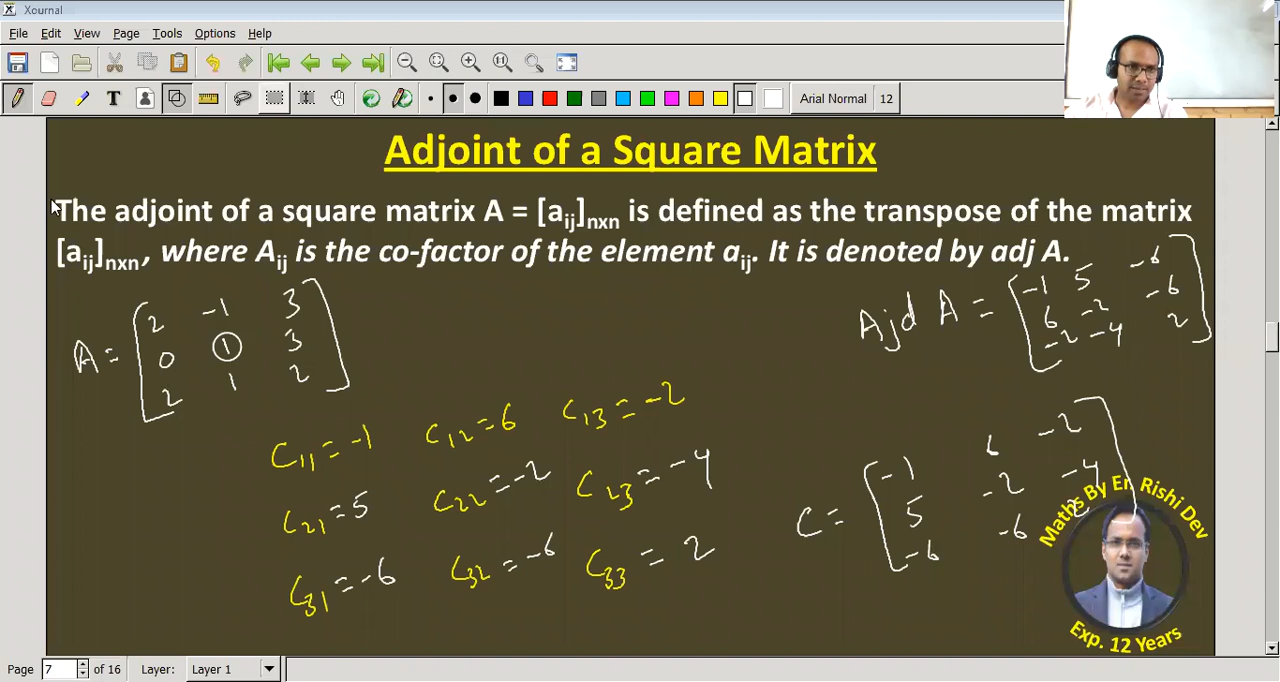 Xournal
File Edit View Page Tools Options Help
Arial Normal 12
Adjoint of a Square Matrix
The adjoint of a square matrix A = [aij]nxn is defined as the transpose of the matrix
[aij]nxn, where Aij is the co-factor of the element aij. It is denoted by adj A.
A = [2 -1 3
0 1 3
2 1 2]
Ajd A = [-1 5 -6
6 -2 -6
-2 -4 2]
C11 = -1 C12 = 6 C13 = -2
C21 = 5 C22 = -2 C23 = -4
C31 = -6 C32 = -6 C33 = 2
C = [-1 6 -2
5 -2 -4
-6 -6 2]
Maths By Er. Rishi Dev
Exp. 12 Years
Page 7 of 16 Layer: Layer 1